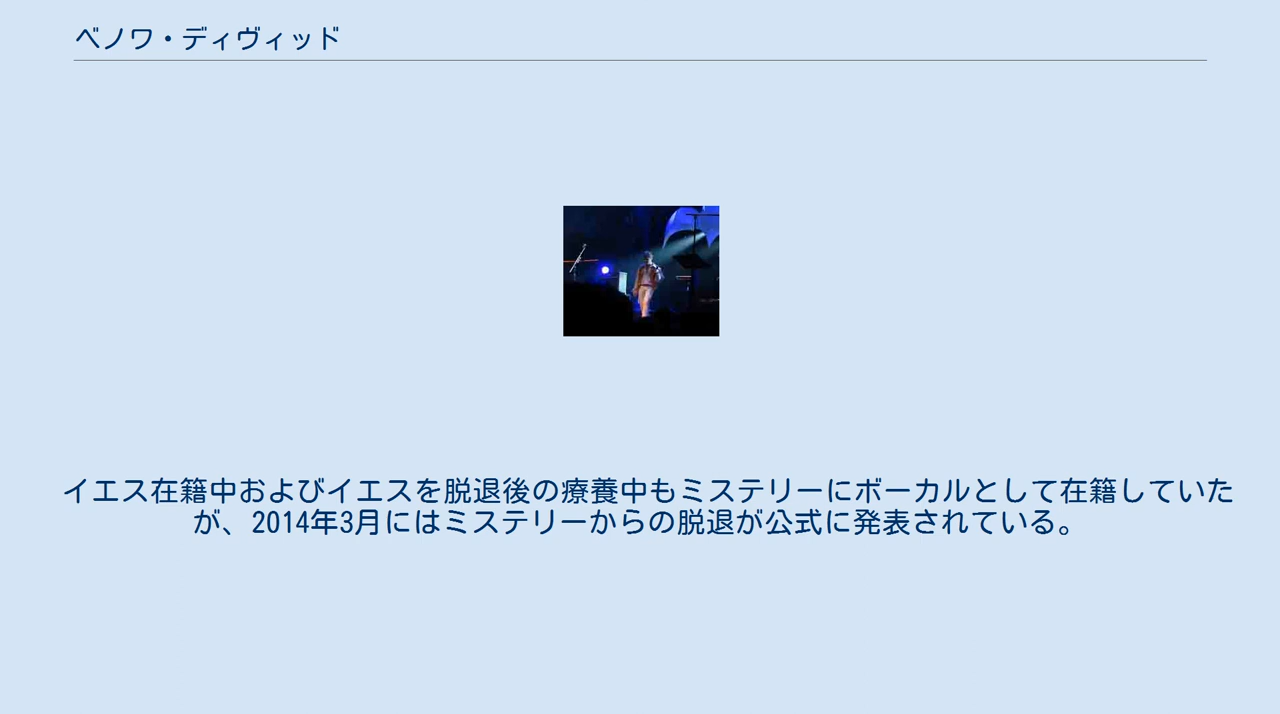 ベノワ・ディヴィッド
イエス在籍中およびイエスを脱退後の療養中もミステリーにボーカルとして在籍していた
が、2014年3月にはミステリーからの脱退が公式に発表されている。